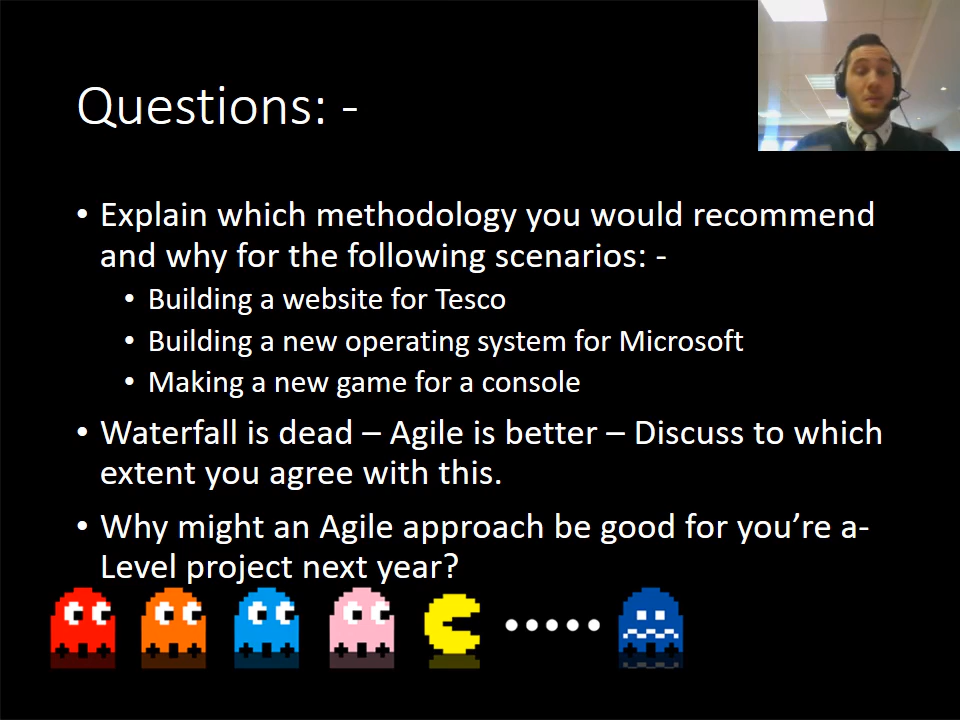 Questions: -
• Explain which methodology you would recommend
and why for the following scenarios: -
• Building a website for Tesco
• Building a new operating system for Microsoft
• Making a new game for a console
• Waterfall is dead – Agile is better – Discuss to which
extent you agree with this.
• Why might an Agile approach be good for you’re a-
Level project next year?